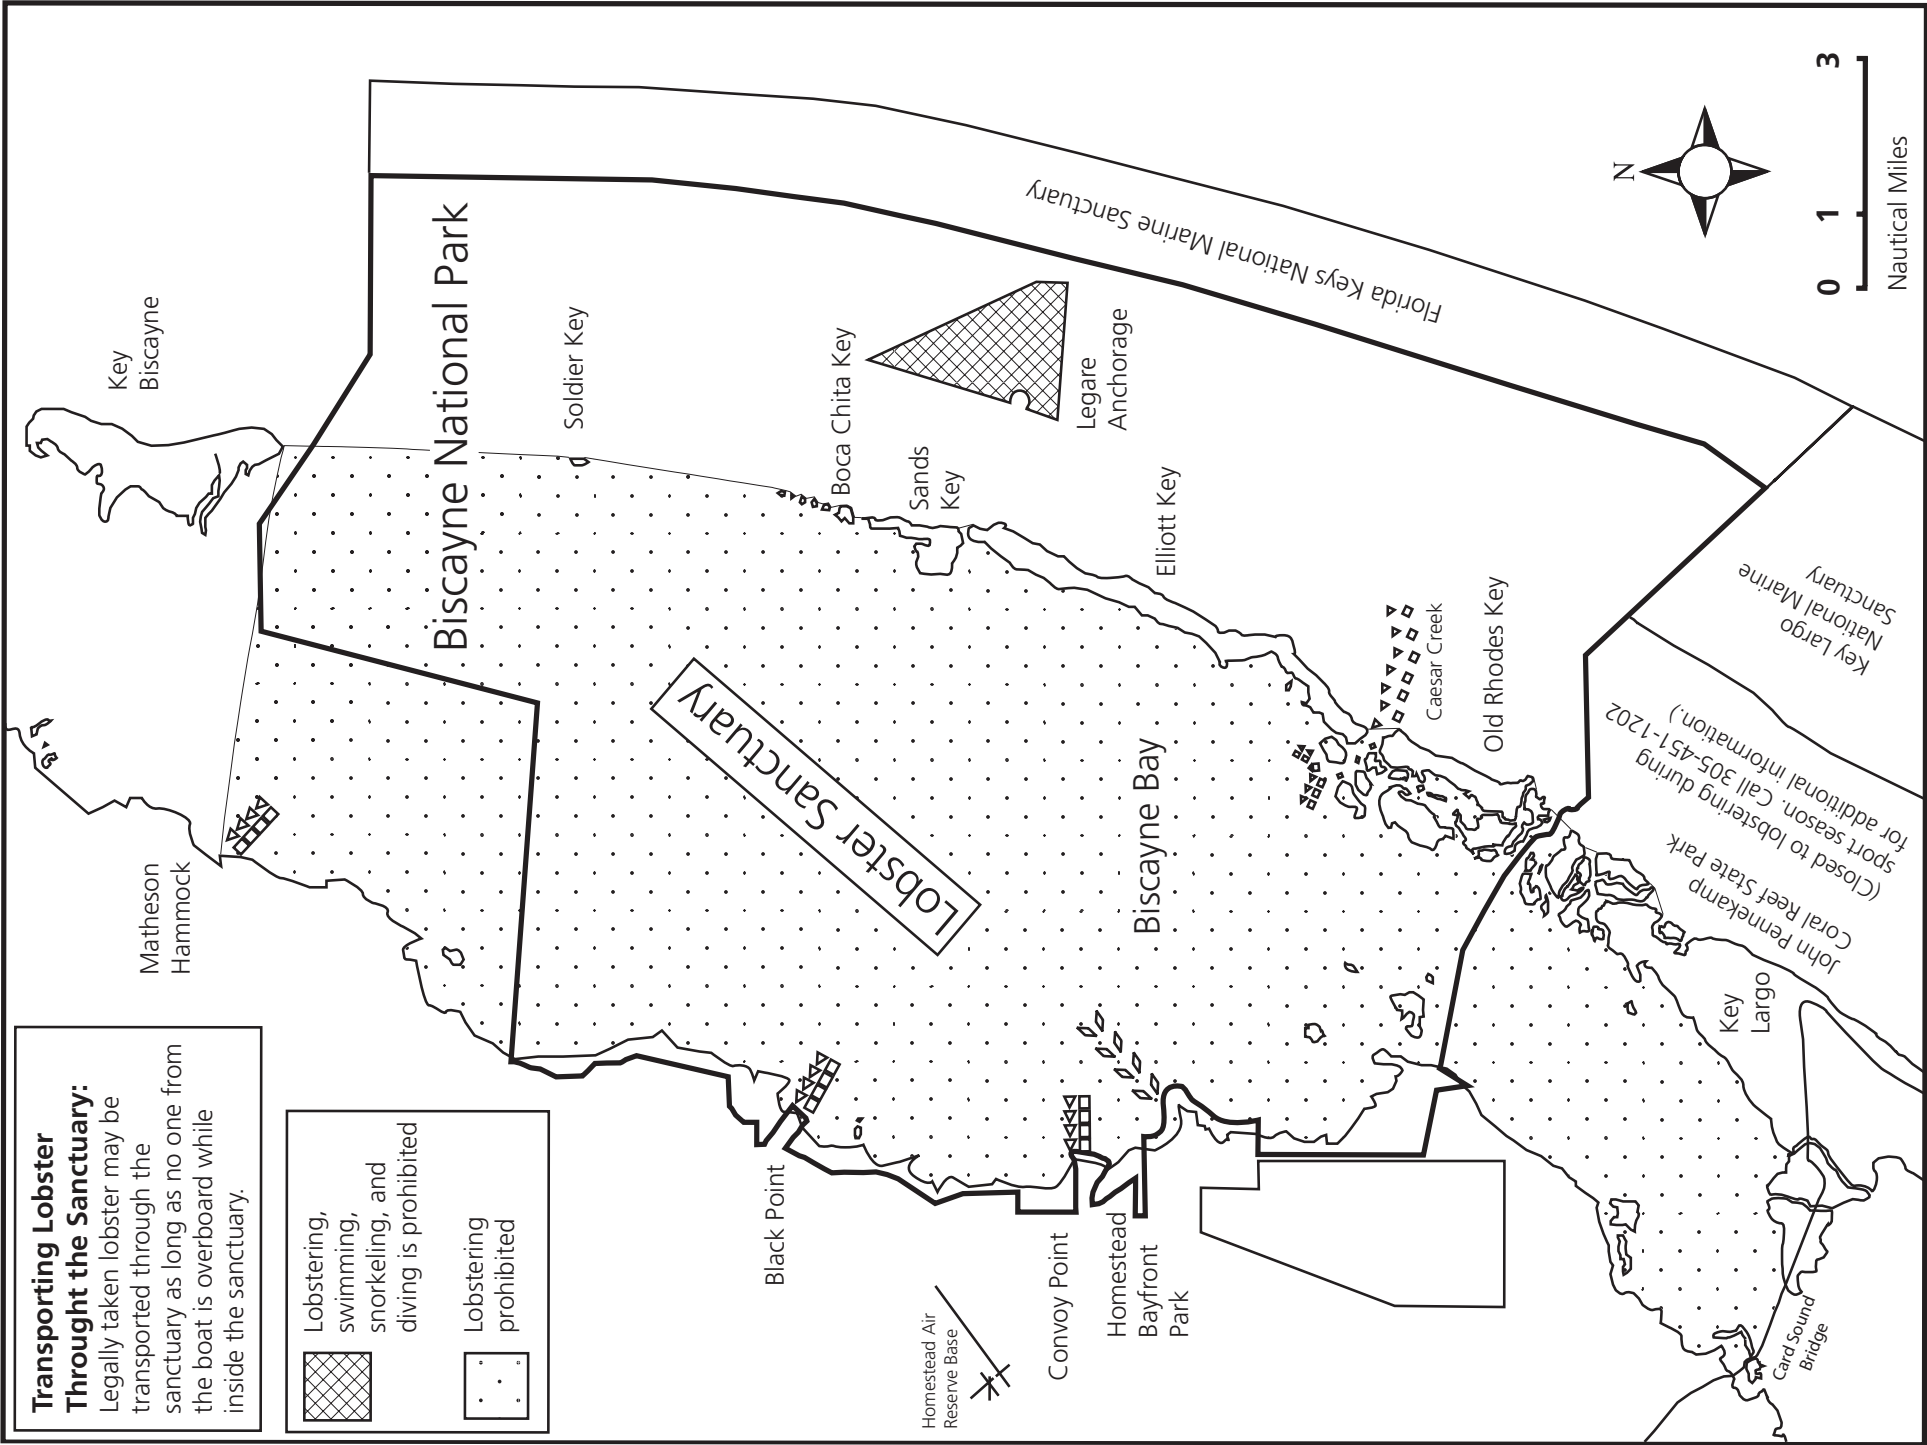 Transporting Lobster
Throught the Sanctuary:
Legally taken lobster may be
transported through the
sanctuary as long as no one from
the boat is overboard while
inside the sanctuary.
Lobstering,
swimming,
snorkeling, and
diving is prohibited
Lobstering
prohibited
Key
Biscayne
Matheson
Hammock
Biscayne National Park
Soldier Key
Boca Chita Key
Sands
Key
Legare
Anchorage
Elliott Key
Florida Keys National Marine Sanctuary
Lobster Sanctuary
Biscayne Bay
Caesar Creek
Old Rhodes Key
Black Point
Convoy Point
Homestead
Bayfront
Park
Homestead Air
Reserve Base
Key Largo
National Marine
Sanctuary
John Pennekamp
Coral Reef State Park
(Closed to lobstering during
sport season. Call 305-451-1202
for additional information.)
Key
Largo
Card Sound
Bridge
N
0 1 3
Nautical Miles